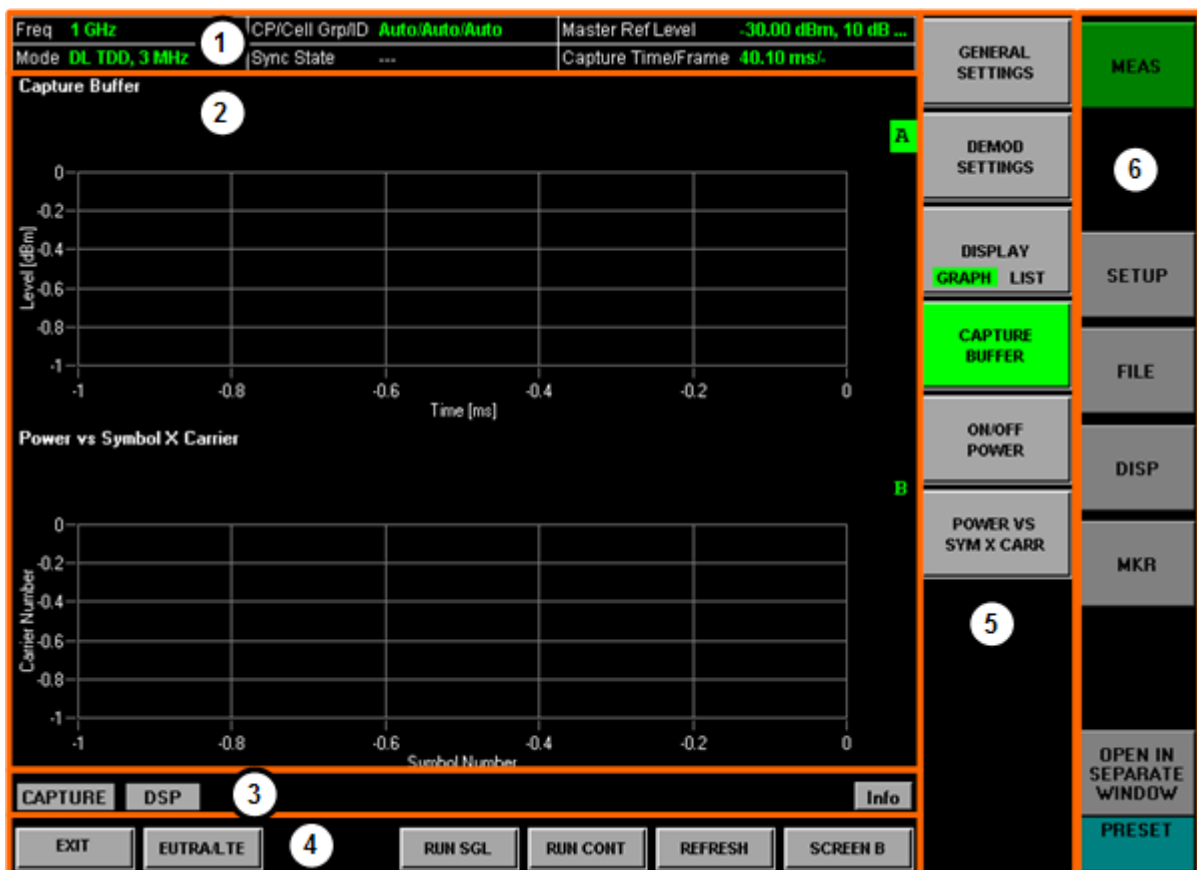 Freq 1 GHz CP/Cell Grp/ID Auto/Auto/Auto Master Ref Level -30.00 dBm, 10 dB ...
Mode DL TDD, 3 MHz Sync State --- Capture Time/Frame 40.10 ms/-
1
Capture Buffer
2
A
0
-0.2
-0.4
-0.6
-0.8
-1
Level [dBm]
-1 -0.8 -0.6 -0.4 -0.2 0
Time [ms]
Power vs Symbol X Carrier
B
0
-0.2
-0.4
-0.6
-0.8
-1
Carrier Number
-1 -0.8 -0.6 -0.4 -0.2 0
Symbol Number
CAPTURE DSP 3 Info
EXIT EUTRA/LTE 4 RUN SGL RUN CONT REFRESH SCREEN B
GENERAL
SETTINGS
DEMOD
SETTINGS
DISPLAY
GRAPH LIST
CAPTURE
BUFFER
ON/OFF
POWER
POWER VS
SYM X CARR
5
MEAS
6
SETUP
FILE
DISP
MKR
OPEN IN
SEPARATE
WINDOW
PRESET